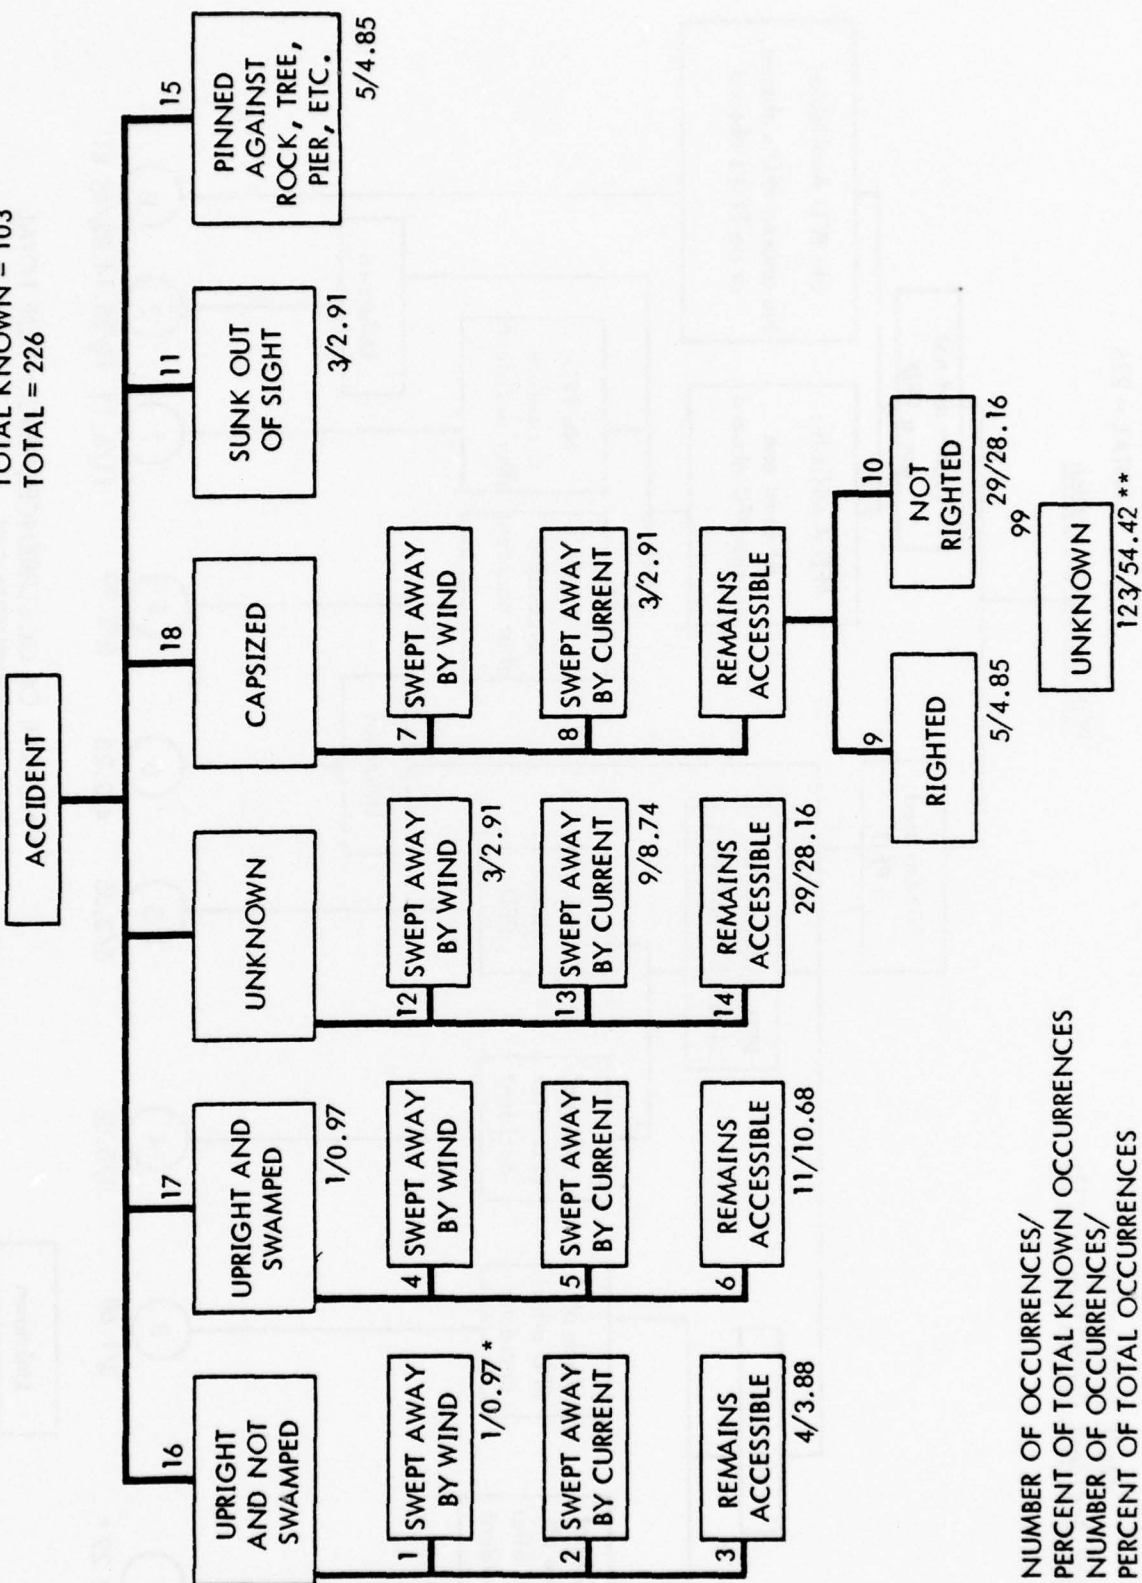 TOTAL KNOWN = 103
TOTAL = 226
ACCIDENT
16
UPRIGHT
AND NOT
SWAMPED
1
SWEPT AWAY
BY WIND
1/0.97 *
2
SWEPT AWAY
BY CURRENT
3
REMAINS
ACCESSIBLE
4/3.88
17
UPRIGHT AND
SWAMPED
1/0.97
4
SWEPT AWAY
BY WIND
5
SWEPT AWAY
BY CURRENT
6
REMAINS
ACCESSIBLE
11/10.68
UNKNOWN
12
SWEPT AWAY
BY WIND
3/2.91
13
SWEPT AWAY
BY CURRENT
9/8.74
14
REMAINS
ACCESSIBLE
29/28.16
18
CAPSIZED
7
SWEPT AWAY
BY WIND
8
SWEPT AWAY
BY CURRENT
3/2.91
REMAINS
ACCESSIBLE
9
RIGHTED
5/4.85
10
NOT
RIGHTED
29/28.16
11
SUNK OUT
OF SIGHT
3/2.91
15
PINNED
AGAINST
ROCK, TREE,
PIER, ETC.
5/4.85
99
UNKNOWN
123/54.42 **
NUMBER OF OCCURRENCES/
PERCENT OF TOTAL KNOWN OCCURRENCES
NUMBER OF OCCURRENCES/
PERCENT OF TOTAL OCCURRENCES